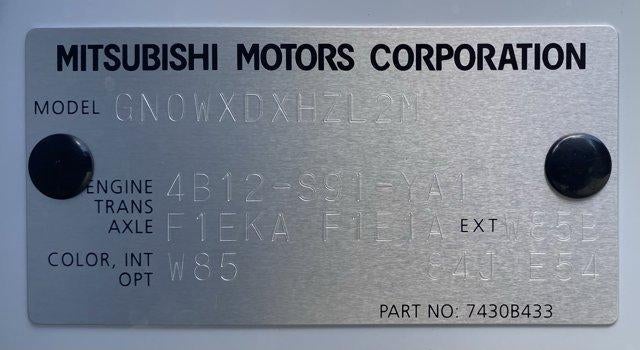 MITSUBISHI MOTORS CORPORATION
MODEL GN0WXDXHZL2M
ENGINE 4B12-S91-YA1
TRANS
AXLE F1EKA F1E1A EXT W85B
COLOR, INT W85 84J E54
OPT
PART NO: 7430B433